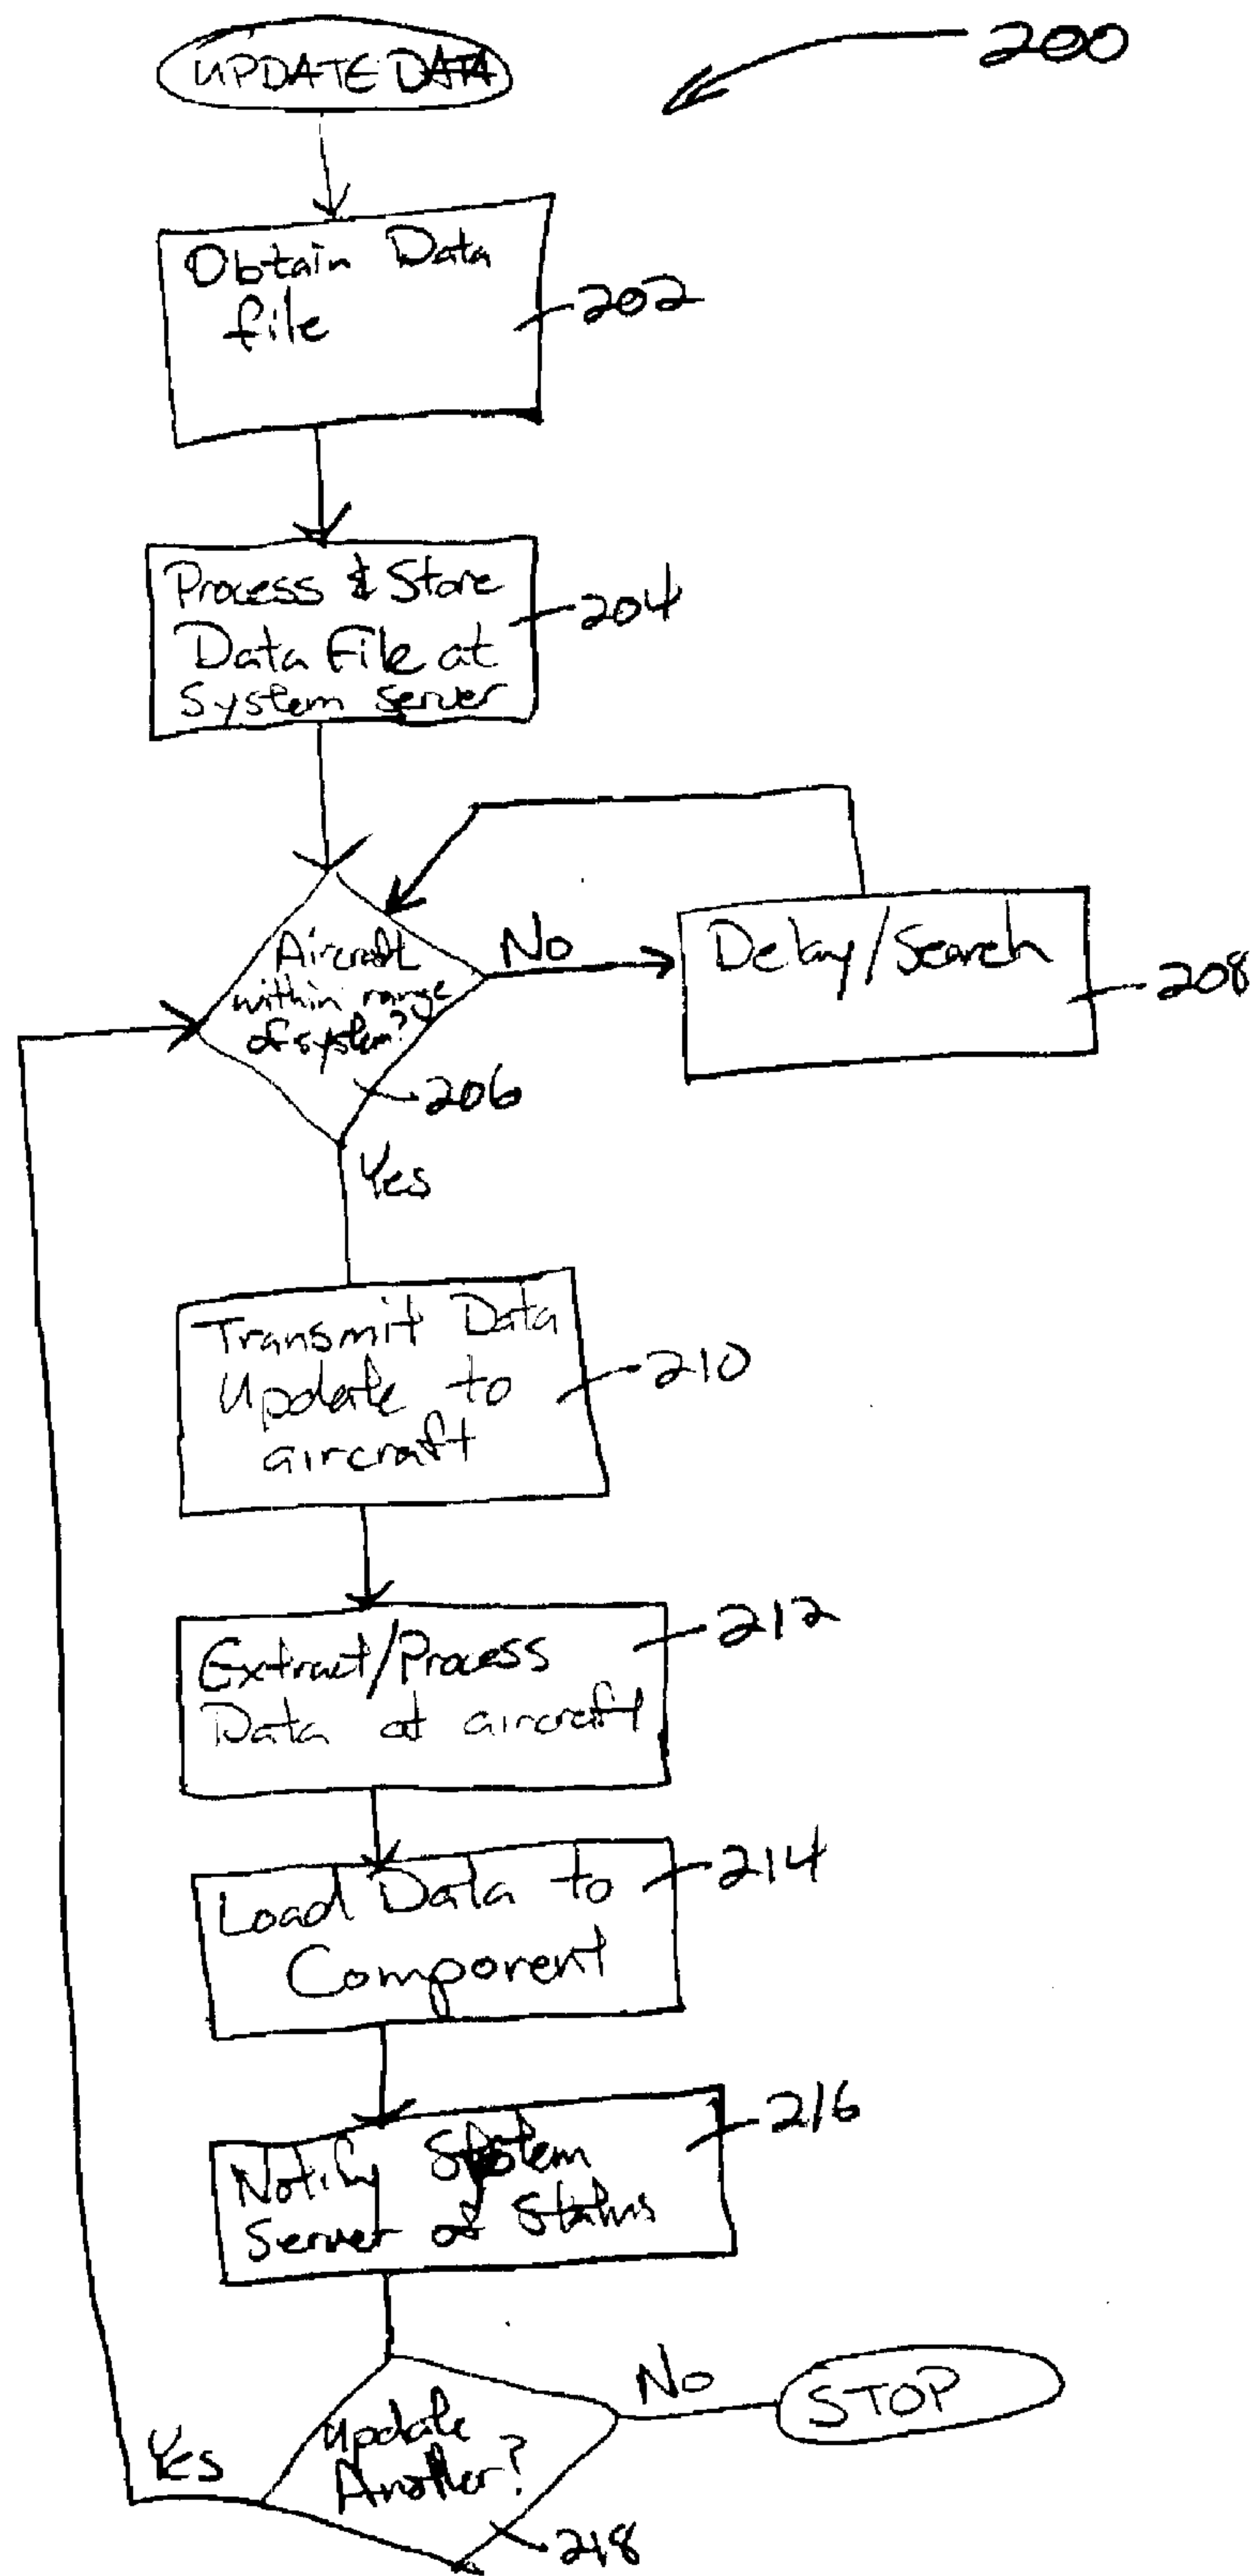 UPDATE DATA
200
Obtain Data
file
202
Process & Store
Data File at
System Server
204
Aircraft
within range
of system?
206
No
Delay/Search
208
Yes
Transmit Data
Update to
aircraft
210
Extract/Process
Data at aircraft
212
Load Data to
Component
214
Notify System
Server of Status
216
Update
Another?
218
No
STOP
Yes